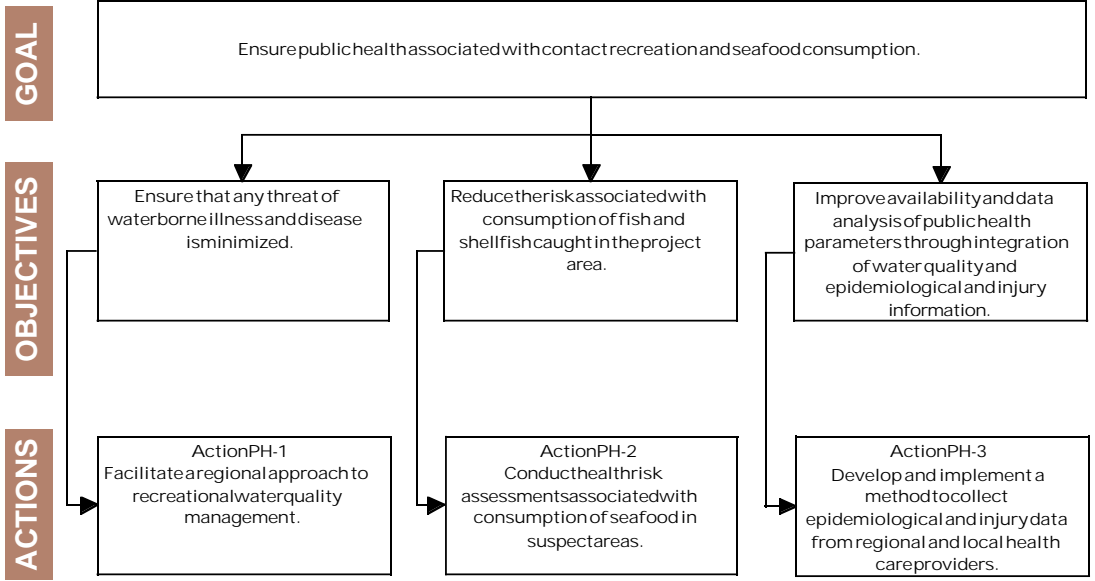 GOAL
Ensure public health associated with contact recreation and seafood consumption.
OBJECTIVES
Ensure that any threat of
waterborne illness and disease
is minimized.
Reduce the risk associated with
consumption of fish and
shellfish caught in the project
area.
Improve availability and data
analysis of public health
parameters through integration
of water quality and
epidemiological and injury
information.
ACTIONS
Action PH-1
Facilitate a regional approach to
recreational water quality
management.
Action PH-2
Conduct health risk
assessments associated with
consumption of seafood in
suspect areas.
Action PH-3
Develop and implement a
method to collect
epidemiological and injury data
from regional and local health
care providers.